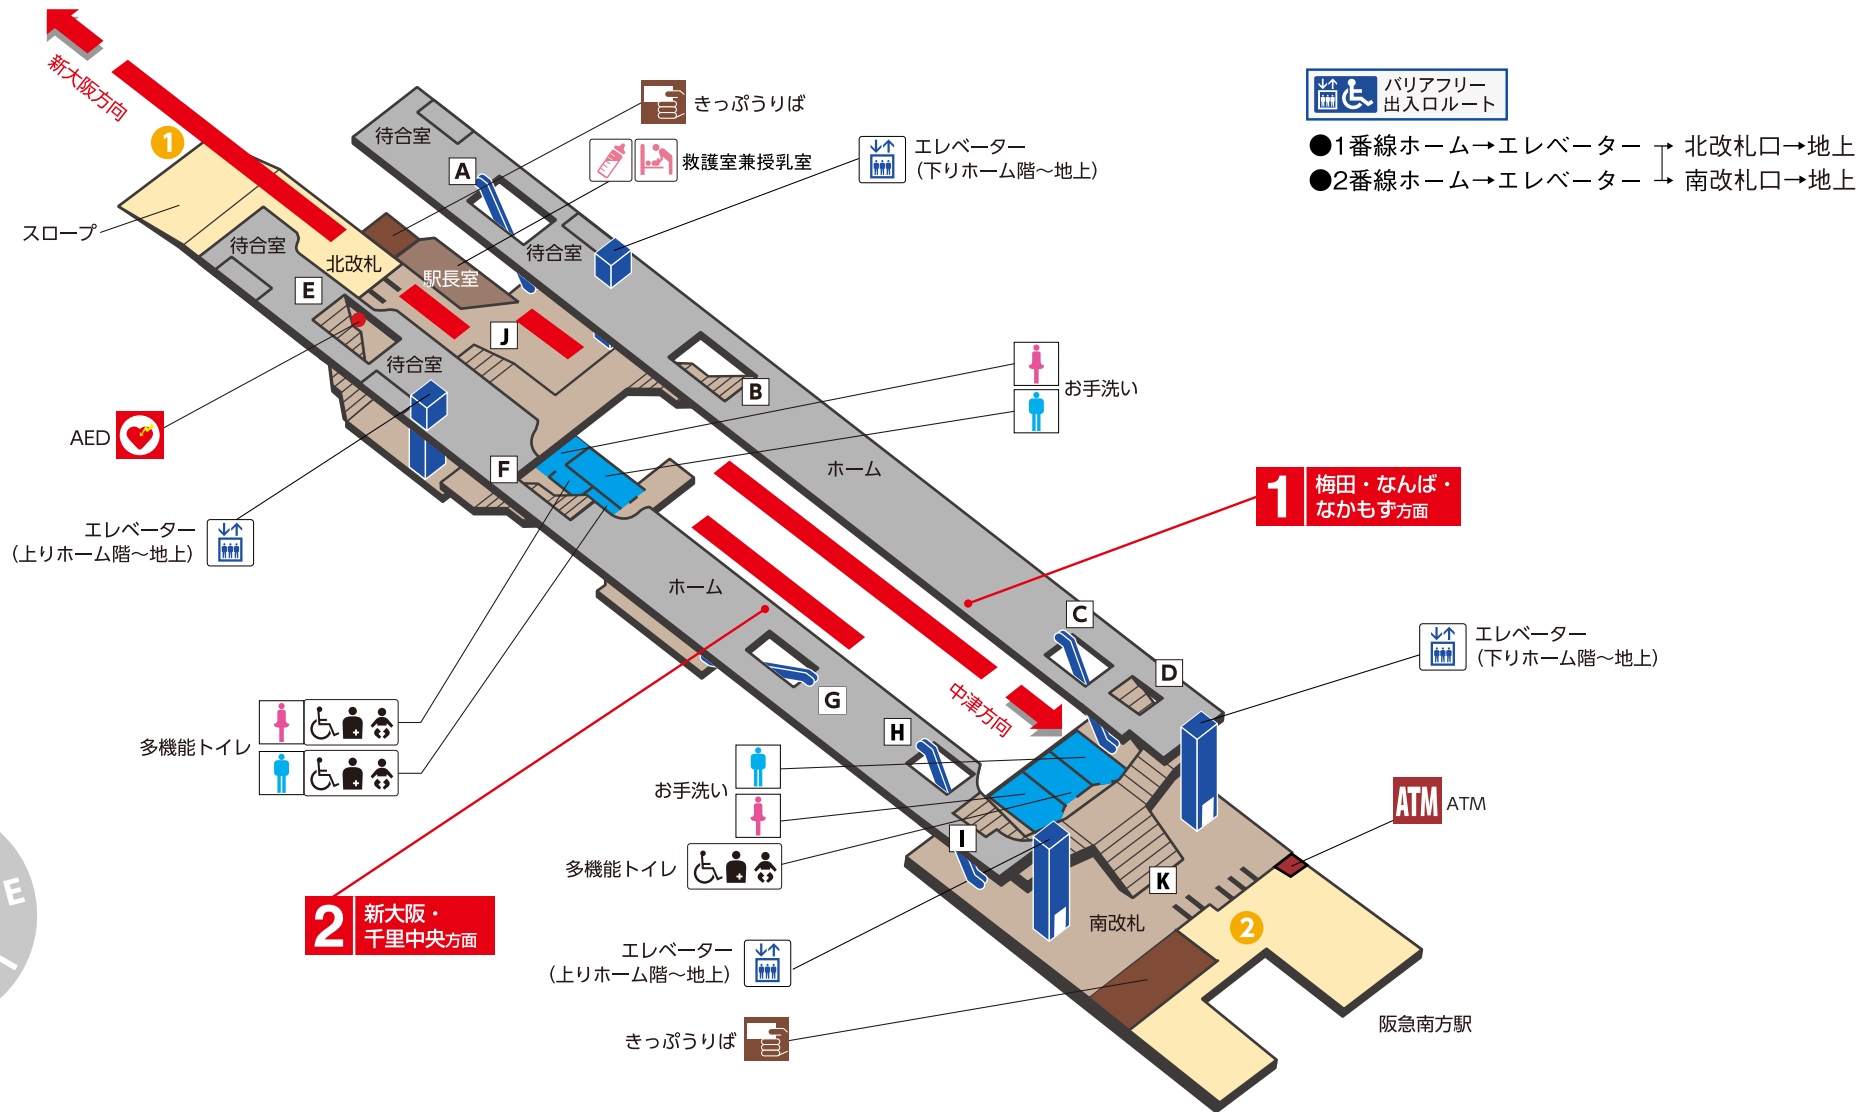 新大阪方向
1
スロープ
待合室
北改札
E
駅長室
J
待合室
AED
エレベーター
(上りホーム階～地上)
きっぷうりば
救護室兼授乳室
待合室
A
待合室
エレベーター
(下りホーム階～地上)
バリアフリー
出入口ルート
●1番線ホーム→エレベーター → 北改札口→地上
●2番線ホーム→エレベーター → 南改札口→地上
B
お手洗い
ホーム
F
ホーム
1 梅田・なんば・
なかもず方面
C
D
エレベーター
(下りホーム階～地上)
中津方向
G
H
多機能トイレ
お手洗い
多機能トイレ
I
K
ATM ATM
2 新大阪・
千里中央方面
南改札
2
エレベーター
(上りホーム階～地上)
きっぷうりば
阪急南方駅
E